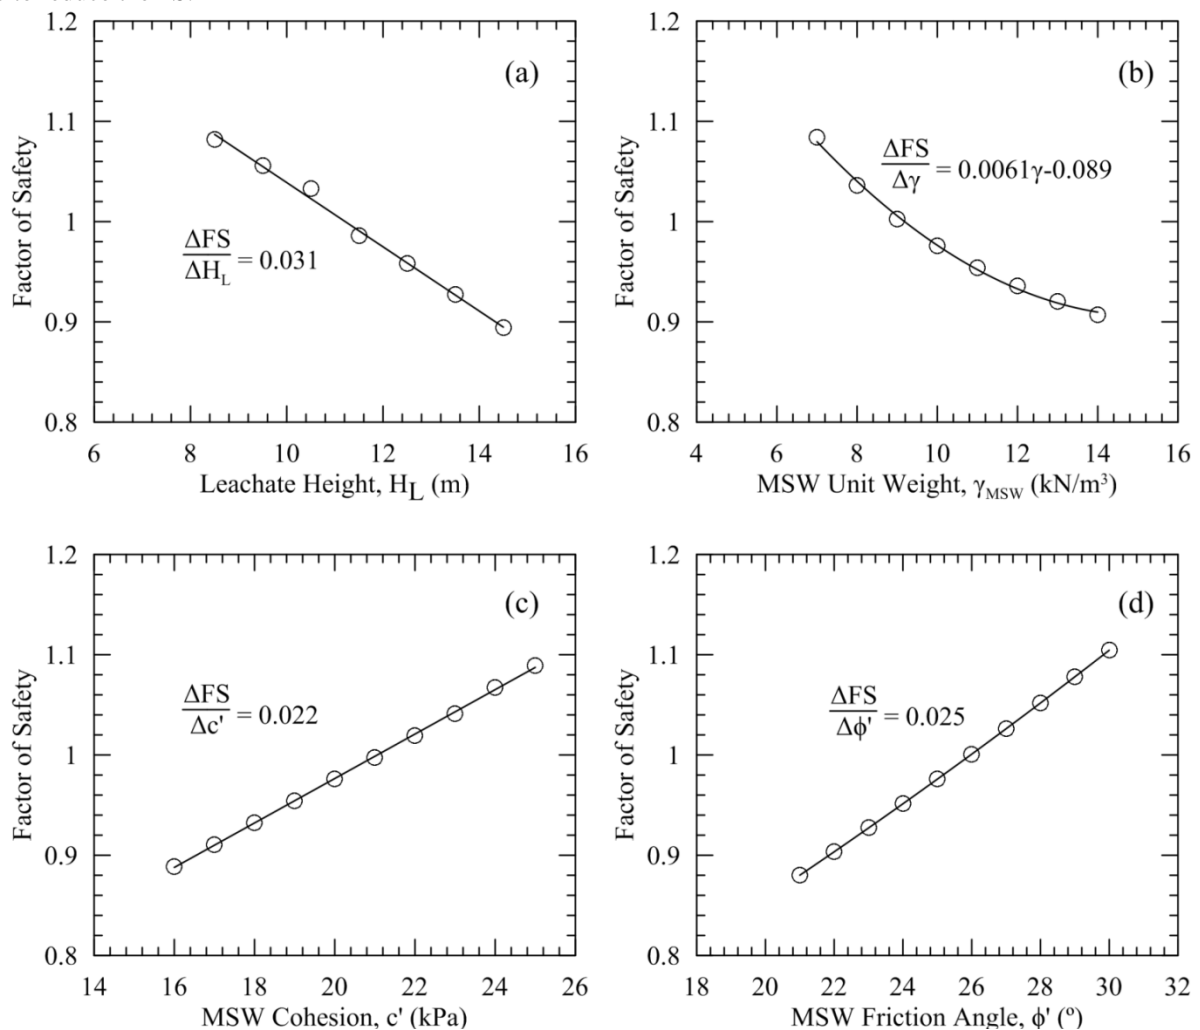 1.2
1.1
1
0.9
0.8
Factor of Safety
(a)
ΔFS
ΔH_L = 0.031
6 8 10 12 14 16
Leachate Height, H_L (m)
1.2
1.1
1
0.9
0.8
Factor of Safety
(b)
ΔFS
Δγ = 0.0061γ-0.089
4 6 8 10 12 14 16
MSW Unit Weight, γ_MSW (kN/m³)
1.2
1.1
1
0.9
0.8
Factor of Safety
(c)
ΔFS
Δc' = 0.022
14 16 18 20 22 24 26
MSW Cohesion, c' (kPa)
1.2
1.1
1
0.9
0.8
Factor of Safety
(d)
ΔFS
Δϕ' = 0.025
18 20 22 24 26 28 30 32
MSW Friction Angle, ϕ' (º)